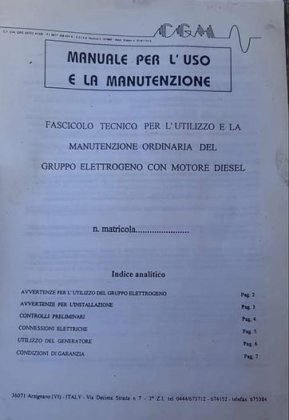 CGM
MANUALE PER L'USO
E LA MANUTENZIONE
FASCICOLO TECNICO PER L'UTILIZZO E LA
MANUTENZIONE ORDINARIA DEL
GRUPPO ELETTROGENO CON MOTORE DIESEL
n. matricola.......................
Indice analitico
AVVERTENZE PER L'UTILIZZO DEL GRUPPO ELETTROGENO Pag. 2
AVVERTENZE PER L'INSTALLAZIONE Pag. 3
CONTROLLI PRELIMINARI Pag. 4
CONNESSIONI ELETTRICHE Pag. 5
UTILIZZO DEL GENERATORE Pag. 6
CONDIZIONI DI GARANZIA Pag. 7
36071 Arzignano (VI) - ITALY - Via Decima Strada n. 7 - 3ª Z.I. tel. 0444/673712 - 674152 - telefax 675384